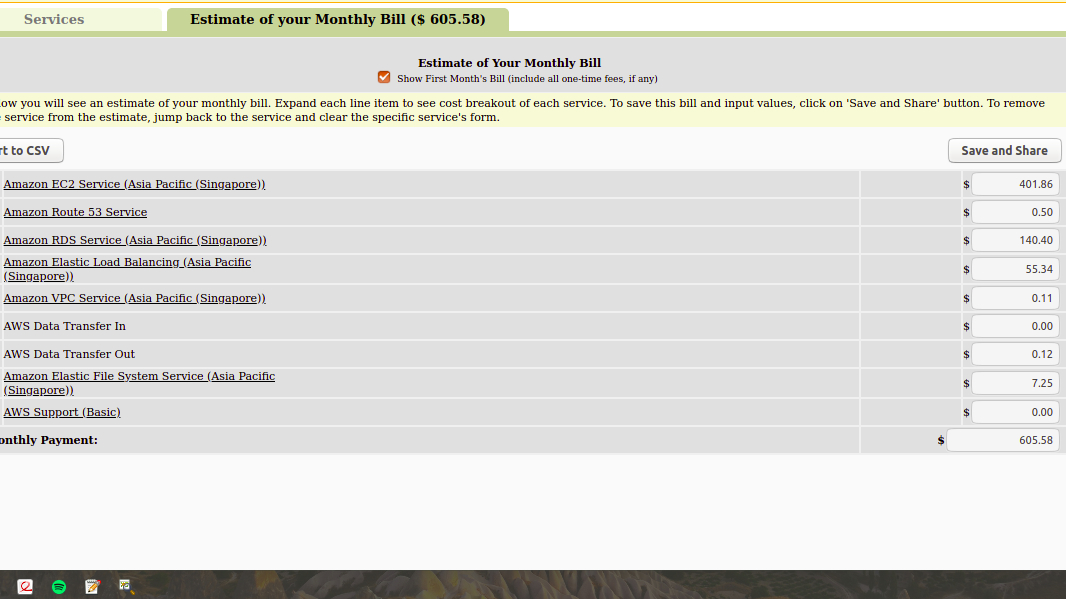 Services
Estimate of your Monthly Bill ($ 605.58)
Estimate of Your Monthly Bill
Show First Month's Bill (include all one-time fees, if any)
you will see an estimate of your monthly bill. Expand each line item to see cost breakout of each service. To save this bill and input values, click on 'Save and Share' button. To remove
service from the estimate, jump back to the service and clear the specific service's form.
to CSV
Save and Share
Amazon EC2 Service (Asia Pacific (Singapore))
$ 401.86
Amazon Route 53 Service
$ 0.50
Amazon RDS Service (Asia Pacific (Singapore))
$ 140.40
Amazon Elastic Load Balancing (Asia Pacific
(Singapore))
$ 55.34
Amazon VPC Service (Asia Pacific (Singapore))
$ 0.11
AWS Data Transfer In
$ 0.00
AWS Data Transfer Out
$ 0.12
Amazon Elastic File System Service (Asia Pacific
(Singapore))
$ 7.25
AWS Support (Basic)
$ 0.00
onthly Payment:
$ 605.58